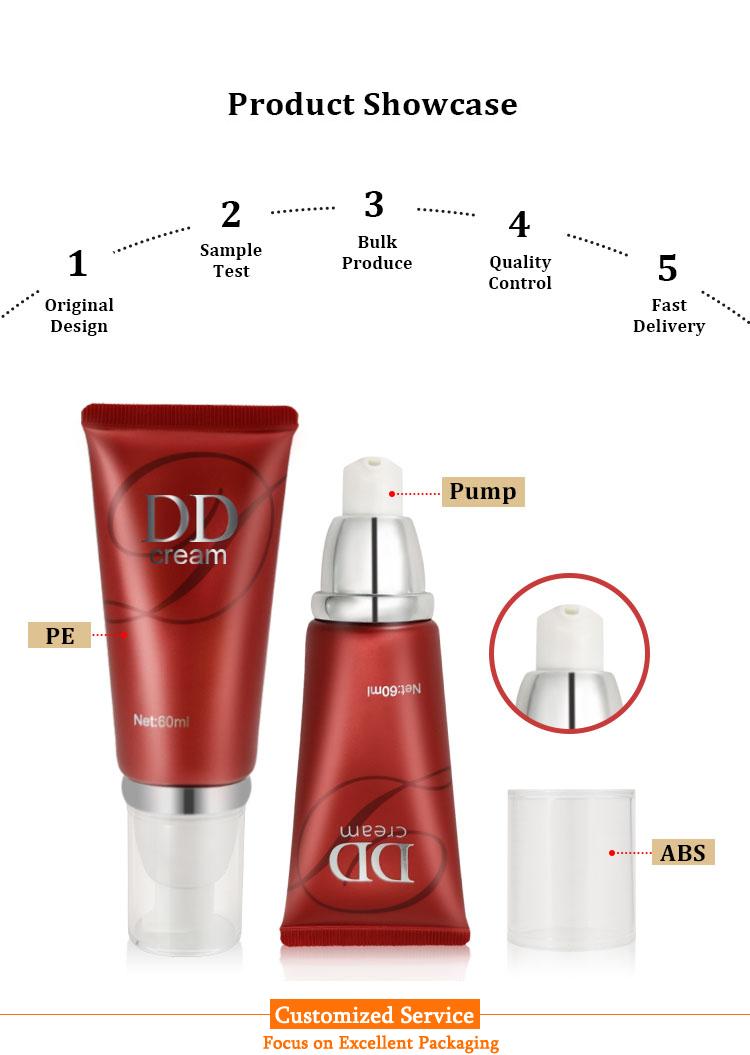 Product Showcase
1
Original
Design
2
Sample
Test
3
Bulk
Produce
4
Quality
Control
5
Fast
Delivery
DD
cream
Net:60ml
PE
Pump
Net:60ml
DD
cream
ABS
Customized Service
Focus on Excellent Packaging